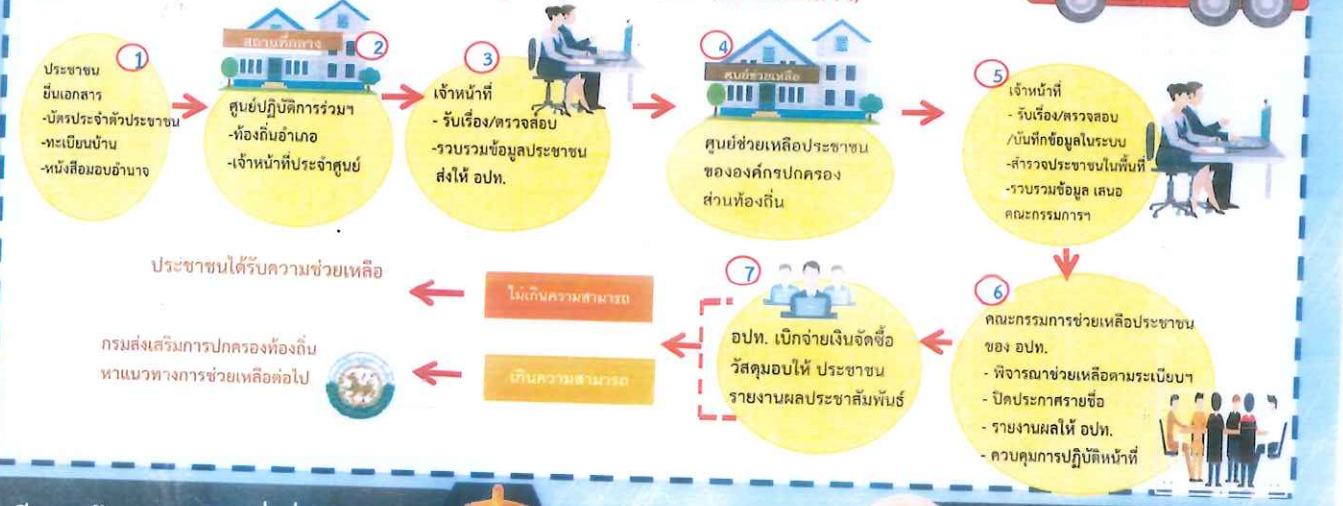 1
ประชาชน
ยื่นเอกสาร
-บัตรประจำตัวประชาชน
-ทะเบียนบ้าน
-หนังสือมอบอำนาจ
สถานที่กลาง
2
ศูนย์ปฏิบัติการร่วมฯ
-ท้องถิ่นอำเภอ
-เจ้าหน้าที่ประจำศูนย์
3
เจ้าหน้าที่
- รับเรื่อง/ตรวจสอบ
-รวบรวมข้อมูลประชาชน
ส่งให้ อปท.
4
ศูนย์ช่วยเหลือ
ศูนย์ช่วยเหลือประชาชน
ขององค์กรปกครอง
ส่วนท้องถิ่น
5
เจ้าหน้าที่
- รับเรื่อง/ตรวจสอบ
/บันทึกข้อมูลในระบบ
-สำรวจประชาชนในพื้นที่
-รวบรวมข้อมูล เสนอ
คณะกรรมการฯ
6
คณะกรรมการช่วยเหลือประชาชน
ของ อปท.
- พิจารณาช่วยเหลือตามระเบียบฯ
- ปิดประกาศรายชื่อ
- รายงานผลให้ อปท.
- ควบคุมการปฏิบัติหน้าที่
7
อปท. เบิกจ่ายเงินจัดซื้อ
วัสดุมอบให้ ประชาชน
รายงานผลประชาสัมพันธ์
ไม่เกินความสามารถ
ประชาชนได้รับความช่วยเหลือ
เกินความสามารถ
กรมส่งเสริมการปกครองท้องถิ่น
หาแนวทางการช่วยเหลือต่อไป